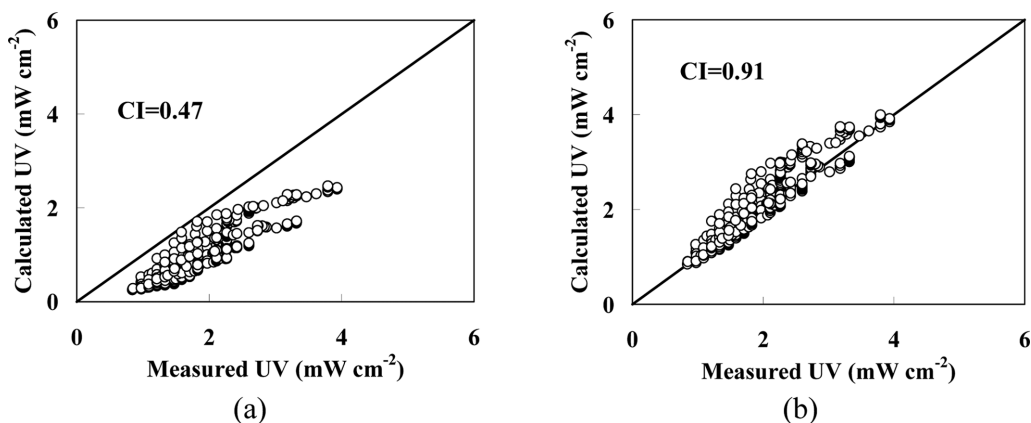 6
4
2
0
Calculated UV (mW cm⁻²)
CI=0.47
0 2 4 6
Measured UV (mW cm⁻²)
(a)
6
4
2
0
Calculated UV (mW cm⁻²)
CI=0.91
0 2 4 6
Measured UV (mW cm⁻²)
(b)